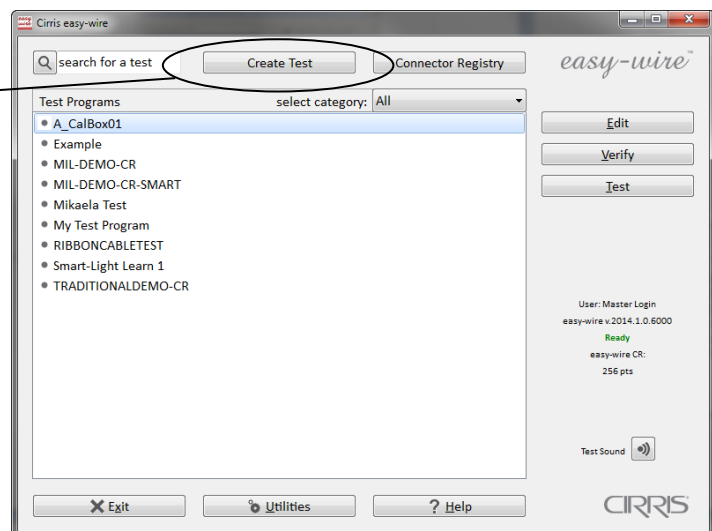 Cirris easy-wire
search for a test Create Test Connector Registry easy-wire™
Test Programs select category: All
A_CalBox01
Example
MIL-DEMO-CR
MIL-DEMO-CR-SMART
Mikaela Test
My Test Program
RIBBONCABLETEST
Smart-Light Learn 1
TRADITIONALDEMO-CR
Edit
Verify
Test
User: Master Login
easy-wire v.2014.1.0.6000
Ready
easy-wire CR:
256 pts
Test Sound
Exit Utilities ? Help CIRRIS